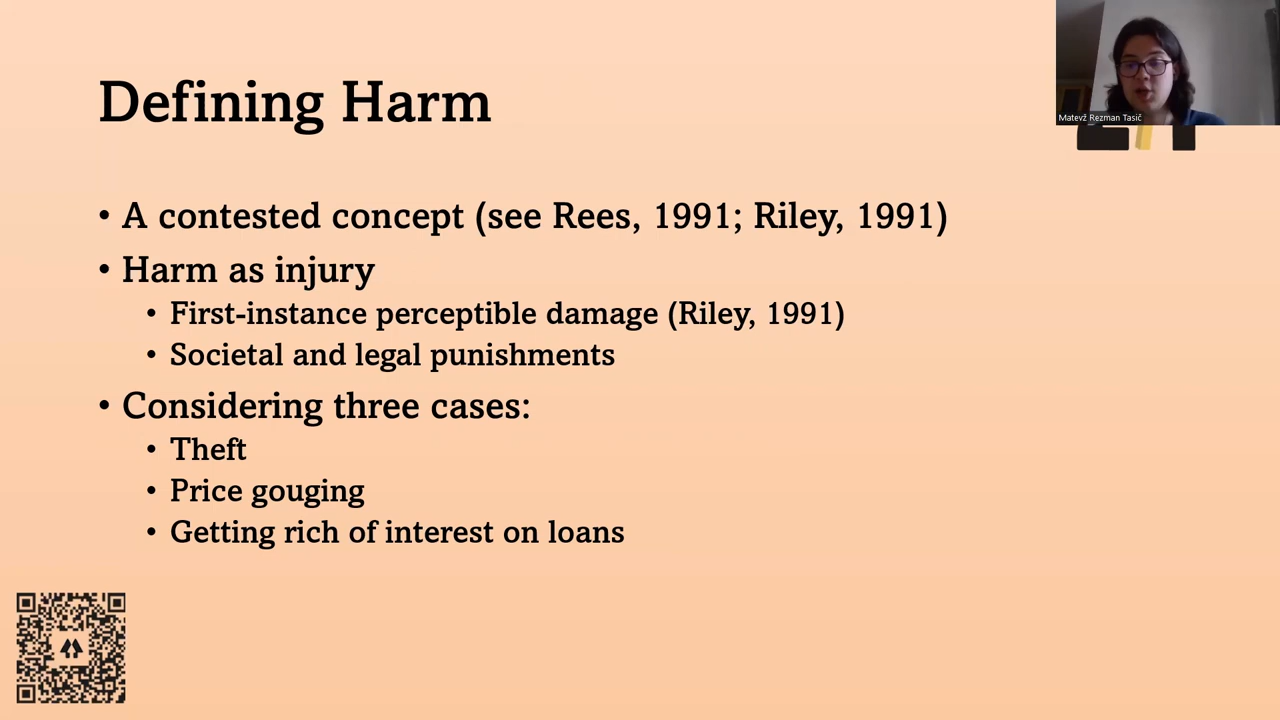 Defining Harm
Matevž Rezman Tasič
• A contested concept (see Rees, 1991; Riley, 1991)
• Harm as injury
• First-instance perceptible damage (Riley, 1991)
• Societal and legal punishments
• Considering three cases:
• Theft
• Price gouging
• Getting rich of interest on loans